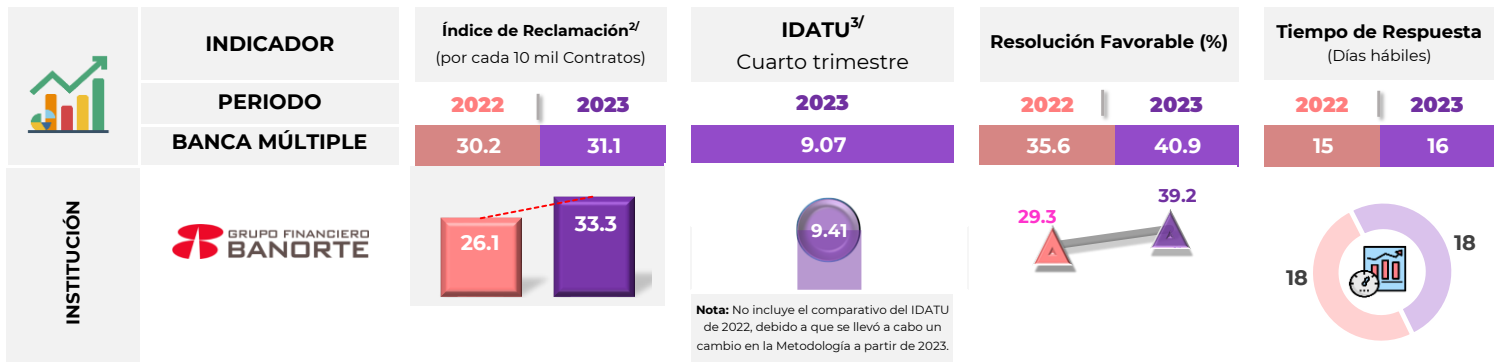 INDICADOR
Índice de Reclamación2/
(por cada 10 mil Contratos)
IDATU3/
Cuarto trimestre
Resolución Favorable (%)
Tiempo de Respuesta
(Días hábiles)
PERIODO
2022 2023
2023
2022 2023
2022 2023
BANCA MÚLTIPLE
30.2 31.1
9.07
35.6 40.9
15 16
INSTITUCIÓN
GRUPO FINANCIERO
BANORTE
26.1
33.3
9.41
29.3
39.2
18
18
Nota: No incluye el comparativo del IDATU
de 2022, debido a que se llevó a cabo un
cambio en la Metodología a partir de 2023.